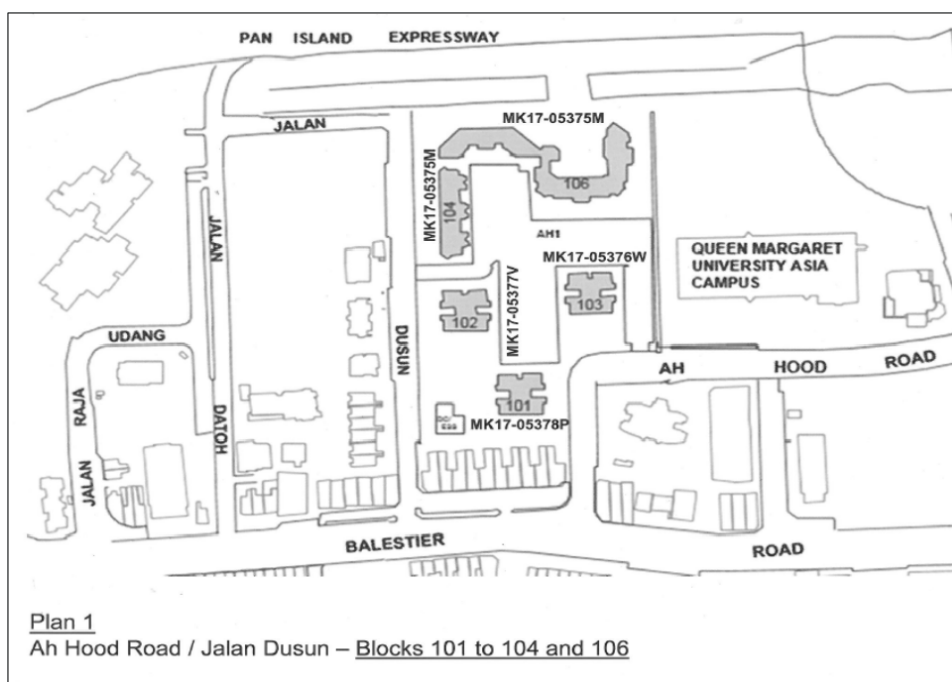 PAN ISLAND EXPRESSWAY
JALAN
MK17-05375M
MK17-05375M
104
106
JALAN
AH1
QUEEN MARGARET
UNIVERSITY ASIA
CAMPUS
MK17-05376W
103
MK17-05377V
102
UDANG
DUSUN
AH HOOD ROAD
RAJA
JALAN
DATOH
101
MK17-05378P
BALESTIER ROAD
Plan 1
Ah Hood Road / Jalan Dusun – Blocks 101 to 104 and 106